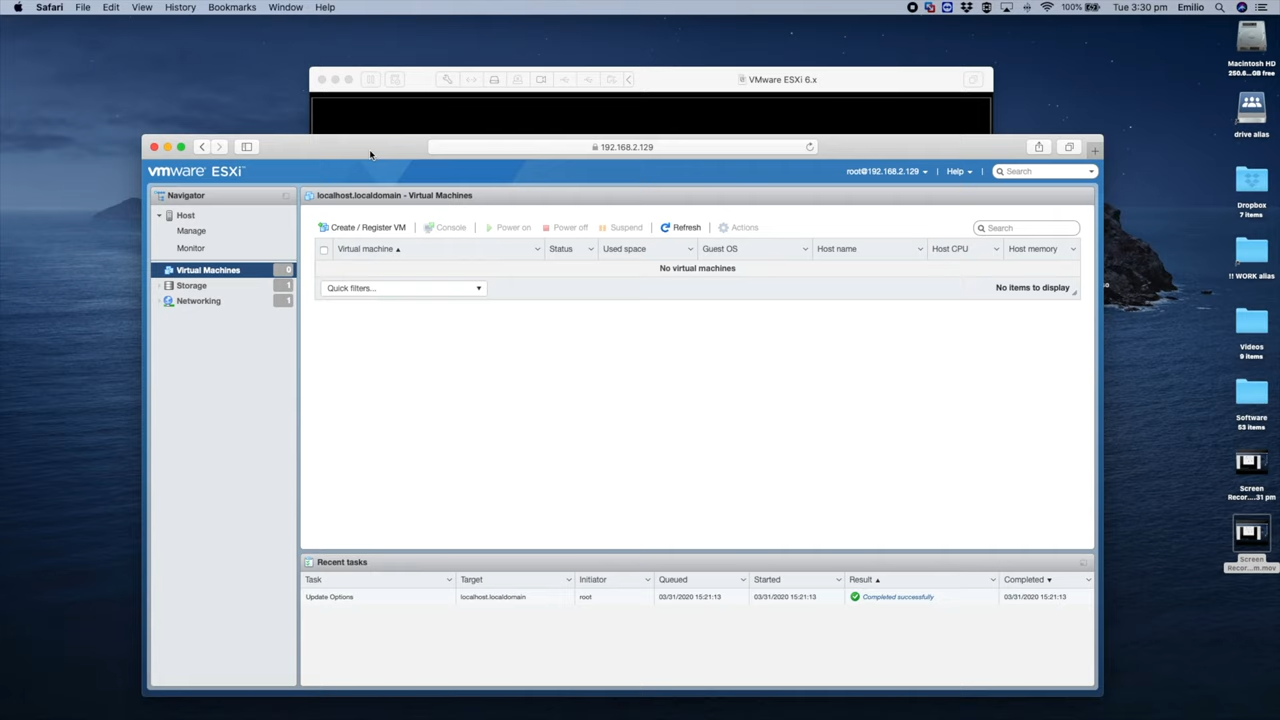 Safari File Edit View History Bookmarks Window Help 100% Tue 3:30 pm Emilio
Macintosh HD
250.6...GB free
VMware ESXi 6.x
drive alias
192.168.2.129
vmware ESXi™
root@192.168.2.129 Help Search
Navigator
localhost.localdomain - Virtual Machines
Host
Manage
Monitor
Virtual Machines 0
Storage 1
Networking 1
Create / Register VM Console Power on Power off Suspend Refresh Actions Search
Virtual machine Status Used space Guest OS Host name Host CPU Host memory
No virtual machines
Quick filters... No items to display
Dropbox
7 items
!! WORK alias
Videos
9 items
Software
53 items
Screen
Recor....31 pm
Screen
Recor...m.mov
Recent tasks
Task Target Initiator Queued Started Result Completed
Update Options localhost.localdomain root 03/31/2020 15:21:13 03/31/2020 15:21:13 Completed successfully 03/31/2020 15:21:13